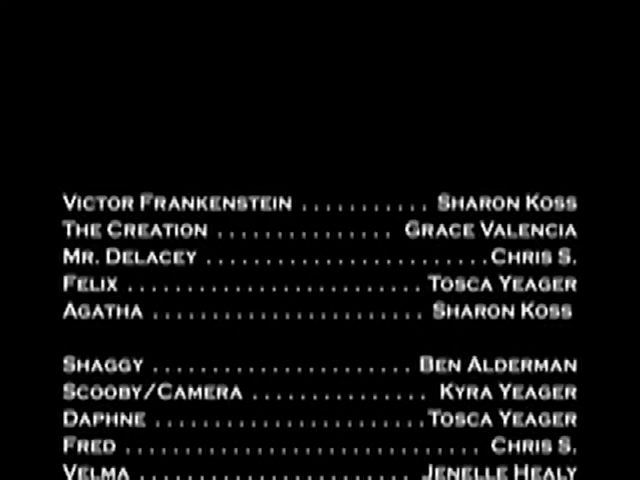 Victor Frankenstein ........... Sharon Koss
The Creation ............... Grace Valencia
Mr. Delacey ..................Chris S.
Felix ................... Tosca Yeager
Agatha .................. Sharon Koss
Shaggy ................. Ben Alderman
Scooby/Camera ............ Kyra Yeager
Daphne ..................Tosca Yeager
Fred ....................... Chris S.
Velma .................. Jenelle Healy